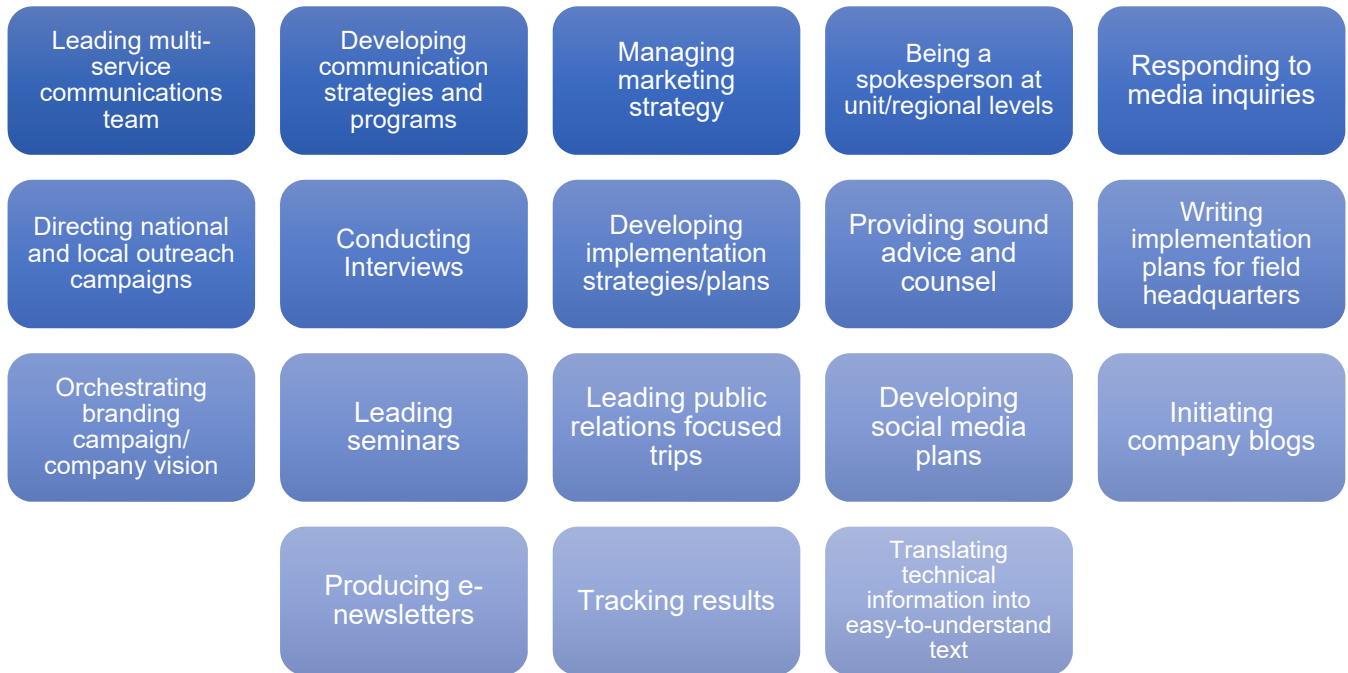 Leading multi-
service
communications
team
Developing
communication
strategies and
programs
Managing
marketing
strategy
Being a
spokesperson at
unit/regional levels
Responding to
media inquiries
Directing national
and local outreach
campaigns
Conducting
Interviews
Developing
implementation
strategies/plans
Providing sound
advice and
counsel
Writing
implementation
plans for field
headquarters
Orchestrating
branding
campaign/
company vision
Leading
seminars
Leading public
relations focused
trips
Developing
social media
plans
Initiating
company blogs
Producing e-
newsletters
Tracking results
Translating
technical
information into
easy-to-understand
text